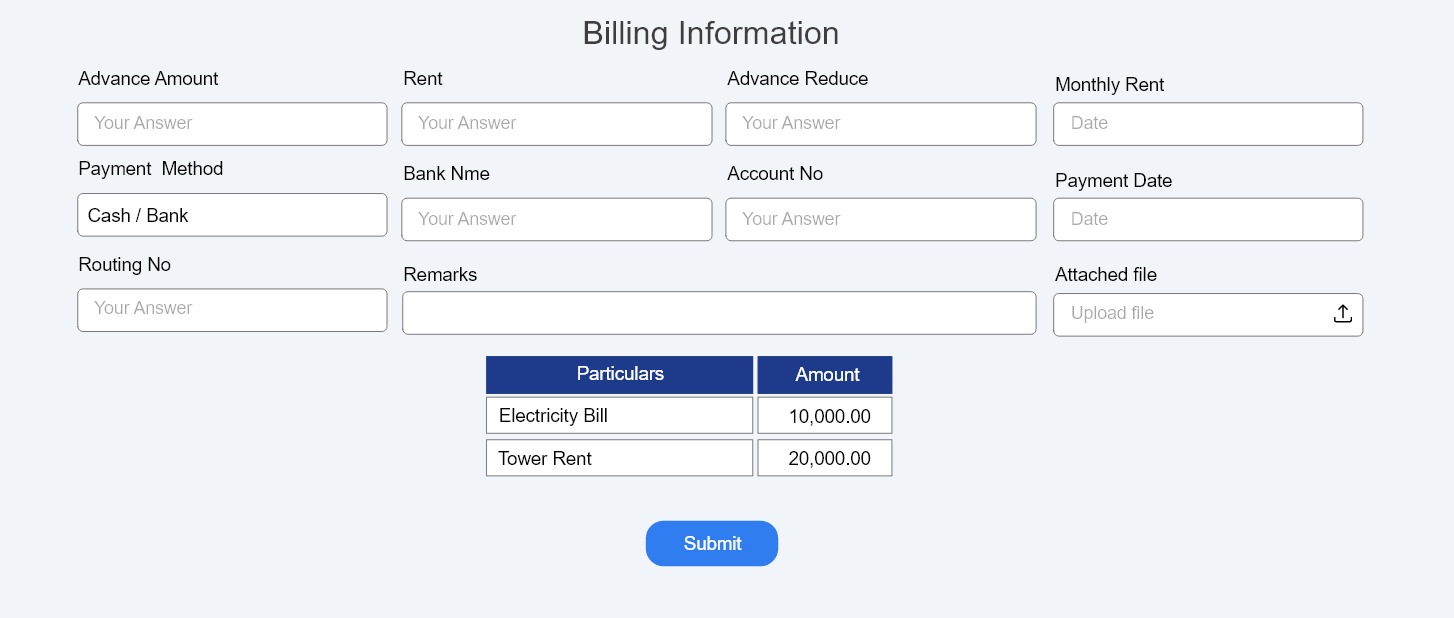 Billing Information
Advance Amount
Rent
Advance Reduce
Monthly Rent
Your Answer
Your Answer
Your Answer
Date
Payment  Method
Bank Nme
Account No
Payment Date
Cash / Bank
Your Answer
Your Answer
Date
Routing No
Remarks
Attached file
Your Answer
Upload file
Particulars
Amount
Electricity Bill
10,000.00
Tower Rent
20,000.00
Submit